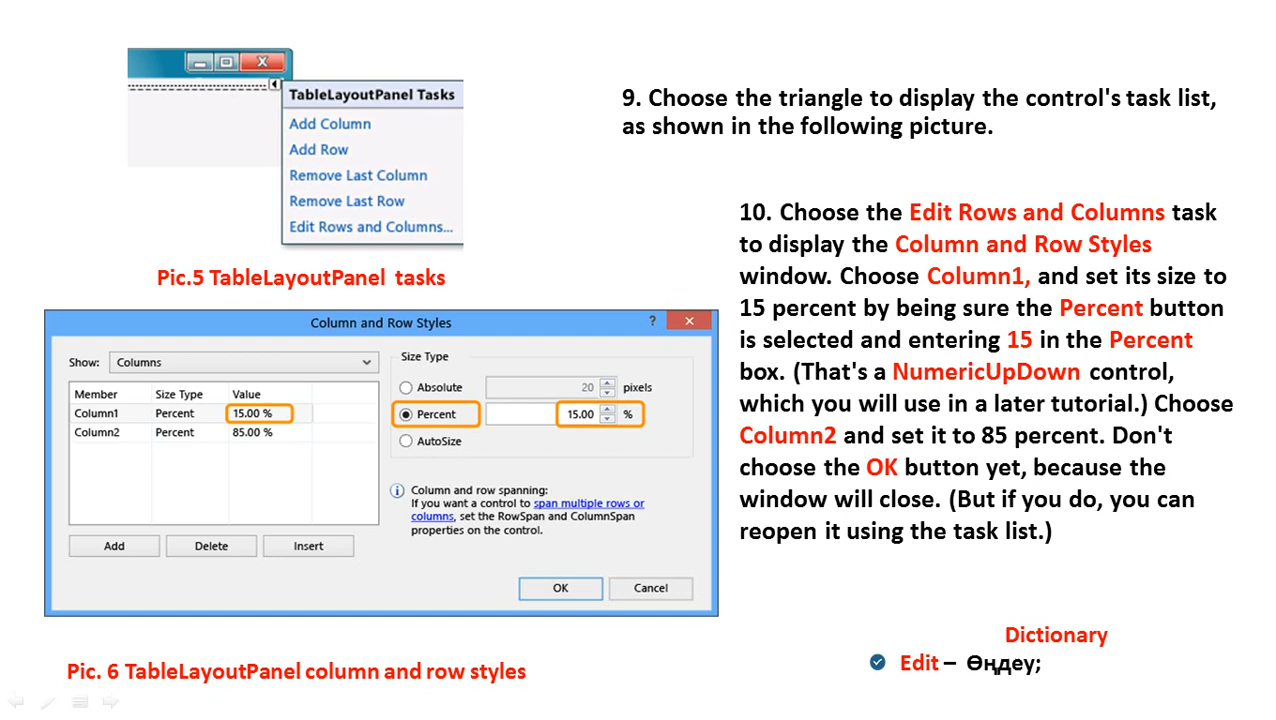 TableLayoutPanel Tasks
Add Column
Add Row
Remove Last Column
Remove Last Row
Edit Rows and Columns...
Pic.5 TableLayoutPanel tasks
9. Choose the triangle to display the control's task list,
as shown in the following picture.
10. Choose the Edit Rows and Columns task
to display the Column and Row Styles
window. Choose Column1, and set its size to
15 percent by being sure the Percent button
is selected and entering 15 in the Percent
box. (That's a NumericUpDown control,
which you will use in a later tutorial.) Choose
Column2 and set it to 85 percent. Don't
choose the OK button yet, because the
window will close. (But if you do, you can
reopen it using the task list.)
Column and Row Styles
Show: Columns
Member Size Type Value
Column1 Percent 15.00 %
Column2 Percent 85.00 %
Add Delete Insert
Size Type
Absolute 20 pixels
Percent 15.00 %
AutoSize
Column and row spanning:
If you want a control to span multiple rows or
columns, set the RowSpan and ColumnSpan
properties on the control.
OK Cancel
Pic. 6 TableLayoutPanel column and row styles
Dictionary
Edit – Өңдеу;